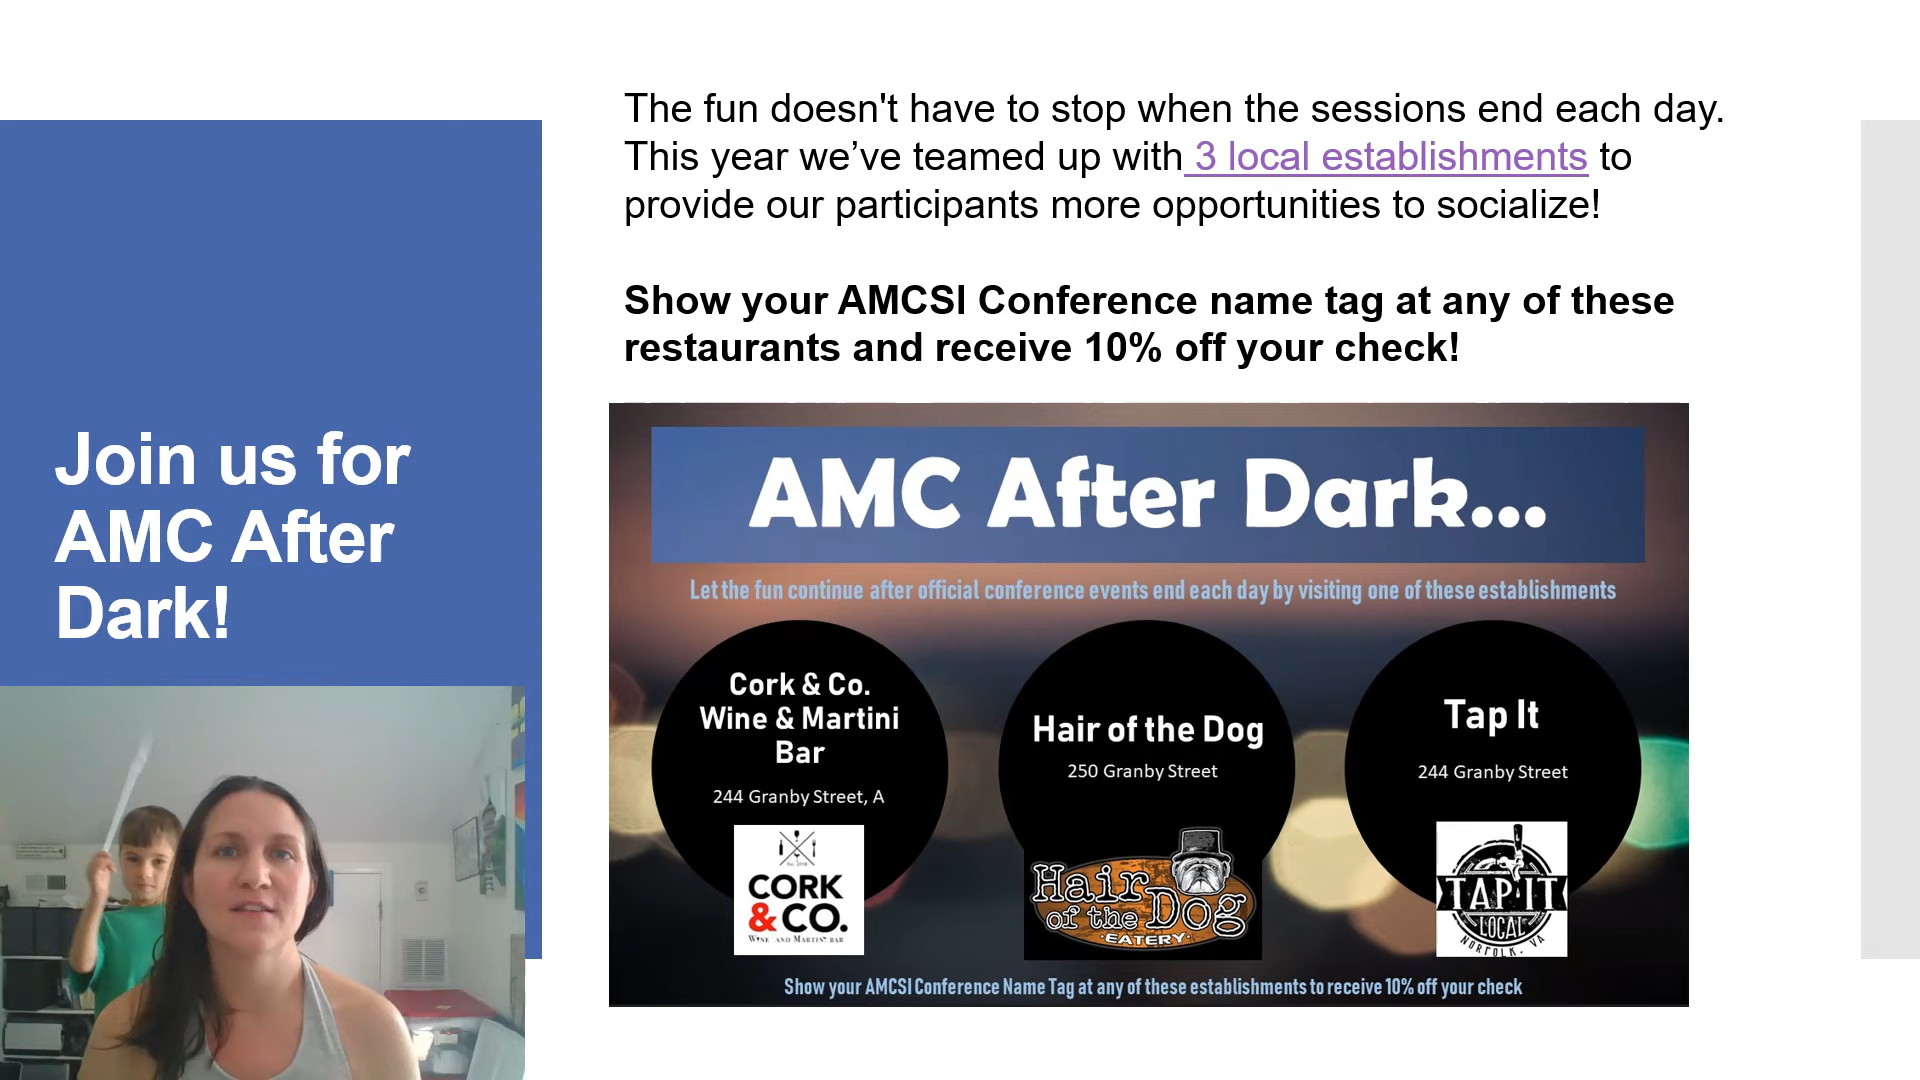 The fun doesn't have to stop when the sessions end each day.
This year we’ve teamed up with 3 local establishments to
provide our participants more opportunities to socialize!
Show your AMCSI Conference name tag at any of these
restaurants and receive 10% off your check!
Join us for
AMC After
Dark!
AMC After Dark...
Let the fun continue after official conference events end each day by visiting one of these establishments
Cork & Co.
Wine & Martini
Bar
244 Granby Street, A
CORK
& CO.
WINE AND MARTINI BAR
Hair of the Dog
250 Granby Street
Hair
of the Dog
EATERY
Tap It
244 Granby Street
TAP IT
LOCAL
NORFOLK, VA
Show your AMCSI Conference Name Tag at any of these establishments to receive 10% off your check